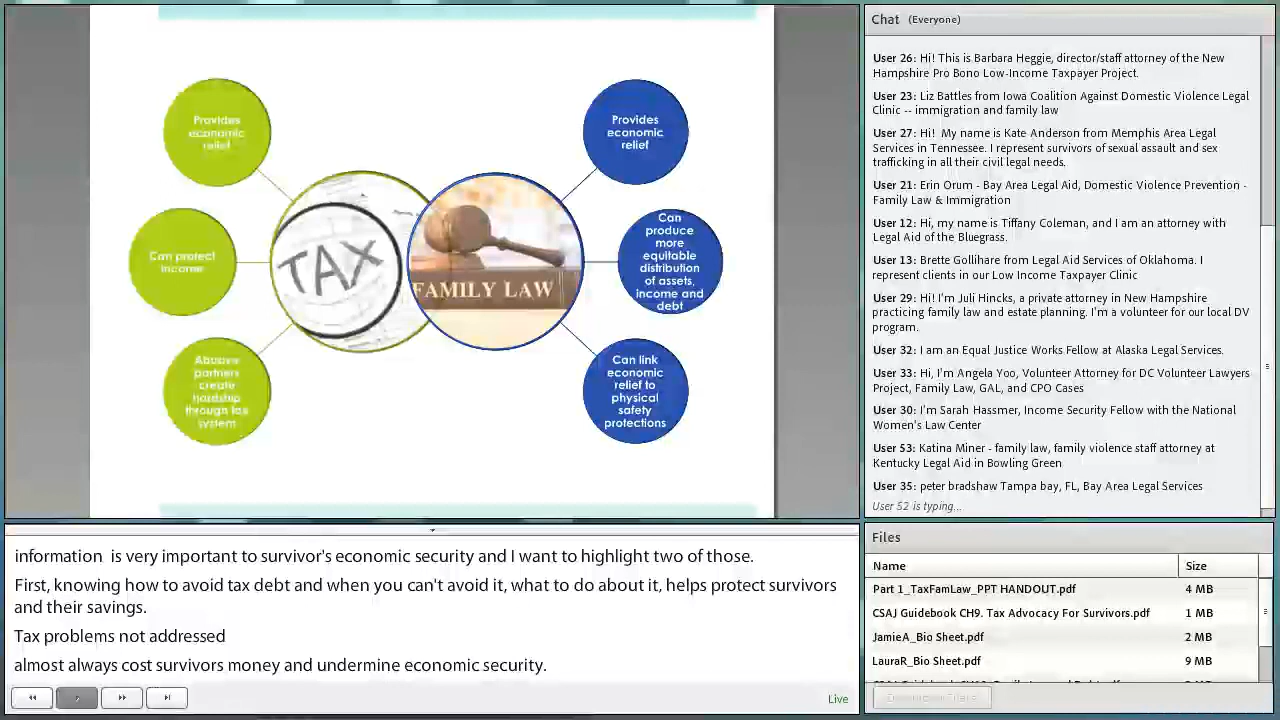 Provides
economic
relief
Can protect
income
Abusive
partners
create
hardship
through tax
system
TAX
FAMILY LAW
Provides
economic
relief
Can
produce
more
equitable
distribution
of assets,
income and
debt
Can link
economic
relief to
physical
safety
protections
Chat (Everyone)
User 26: Hi! This is Barbara Heggie, director/staff attorney of the New
Hampshire Pro Bono Low-Income Taxpayer Project.
User 23: Liz Battles from Iowa Coalition Against Domestic Violence Legal
Clinic -- immigration and family law
User 27: Hi!  My name is Kate Anderson from Memphis Area Legal
Services in Tennessee. I represent survivors of sexual assault and sex
trafficking in all their civil legal needs.
User 21: Erin Orum - Bay Area Legal Aid, Domestic Violence Prevention -
Family Law & Immigration
User 12: Hi, my name is Tiffany Coleman, and I am an attorney with
Legal Aid of the Bluegrass.
User 13: Brette Gollihare from Legal Aid Services of Oklahoma. I
represent clients in our Low Income Taxpayer Clinic
User 29: Hi! I'm Juli Hincks, a private attorney in New Hampshire
practicing family law and estate planning. I'm a volunteer for our local DV
program.
User 32: I am an Equal Justice Works Fellow at Alaska Legal Services.
User 33: Hi, I'm Angela Yoo, Volunteer Attorney for DC Volunteer Lawyers
Project, Family Law, GAL, and CPO Cases
User 30: I'm Sarah Hassmer, Income Security Fellow with the National
Women's Law Center
User 53: Katina Miner - family law, family violence staff attorney at
Kentucky Legal Aid in Bowling Green
User 35: peter bradshaw Tampa bay, FL, Bay Area Legal Services
User 52 is typing...
information  is very important to survivor's economic security and I want to highlight two of those.
First, knowing how to avoid tax debt and when you can't avoid it, what to do about it, helps protect survivors
and their savings.
Tax problems not addressed
almost always cost survivors money and undermine economic security.
Live
Files
Name Size
Part 1_TaxFamLaw_PPT HANDOUT.pdf 4 MB
CSAJ Guidebook CH9. Tax Advocacy For Survivors.pdf 1 MB
JamieA_Bio Sheet.pdf 2 MB
LauraR_Bio Sheet.pdf 9 MB